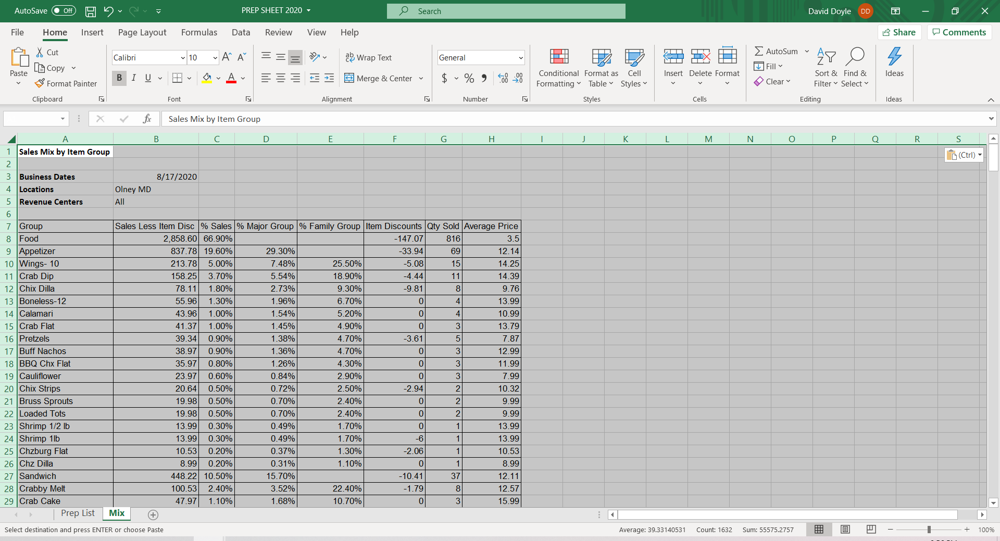 AutoSave Off PREP SHEET 2020 Search David Doyle DD
File Home Insert Page Layout Formulas Data Review View Help Share Comments
Paste Cut Copy Format Painter Clipboard
Calibri 10 A A B I U A Font
ab Wrap Text Merge & Center Alignment
General $ % 9 Number
Conditional Formatting Format as Table Cell Styles Styles
Insert Delete Format Cells
AutoSum Fill Clear Sort & Filter Find & Select Editing
Ideas Ideas
fx Sales Mix by Item Group
A B C D E F G H I J K L M N O P Q R S
1 Sales Mix by Item Group (Ctrl)
2
3 Business Dates 8/17/2020
4 Locations Olney MD
5 Revenue Centers All
6
7 Group Sales Less Item Disc % Sales % Major Group % Family Group Item Discounts Qty Sold Average Price
8 Food 2,858.60 66.90% -147.07 816 3.5
9 Appetizer 837.78 19.60% 29.30% -33.94 69 12.14
10 Wings- 10 213.78 5.00% 7.48% 25.50% -5.08 15 14.25
11 Crab Dip 158.25 3.70% 5.54% 18.90% -4.44 11 14.39
12 Chix Dilla 78.11 1.80% 2.73% 9.30% -9.81 8 9.76
13 Boneless-12 55.96 1.30% 1.96% 6.70% 0 4 13.99
14 Calamari 43.96 1.00% 1.54% 5.20% 0 4 10.99
15 Crab Flat 41.37 1.00% 1.45% 4.90% 0 3 13.79
16 Pretzels 39.34 0.90% 1.38% 4.70% -3.61 5 7.87
17 Buff Nachos 38.97 0.90% 1.36% 4.70% 0 3 12.99
18 BBQ Chx Flat 35.97 0.80% 1.26% 4.30% 0 3 11.99
19 Cauliflower 23.97 0.60% 0.84% 2.90% 0 3 7.99
20 Chix Strips 20.64 0.50% 0.72% 2.50% -2.94 2 10.32
21 Bruss Sprouts 19.98 0.50% 0.70% 2.40% 0 2 9.99
22 Loaded Tots 19.98 0.50% 0.70% 2.40% 0 2 9.99
23 Shrimp 1/2 lb 13.99 0.30% 0.49% 1.70% 0 1 13.99
24 Shrimp 1lb 13.99 0.30% 0.49% 1.70% -6 1 13.99
25 Chzburg Flat 10.53 0.20% 0.37% 1.30% -2.06 1 10.53
26 Chz Dilla 8.99 0.20% 0.31% 1.10% 0 1 8.99
27 Sandwich 448.22 10.50% 15.70% -10.41 37 12.11
28 Crabby Melt 100.53 2.40% 3.52% 22.40% -1.79 8 12.57
29 Crab Cake 47.97 1.10% 1.68% 10.70% 0 3 15.99
Prep List Mix
Select destination and press ENTER or choose Paste Average: 39.33140531 Count: 1632 Sum: 55575.2757 100%